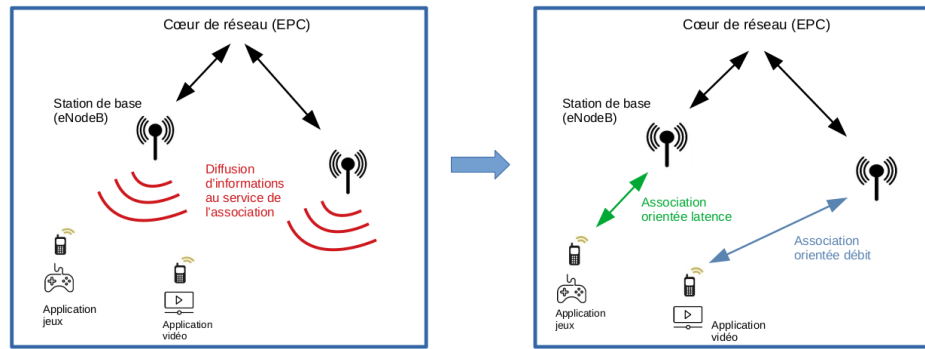 Cœur de réseau (EPC)
Station de base
(eNodeB)
Diffusion
d'informations
au service de
l'association
Application
jeux
Application
vidéo
Cœur de réseau (EPC)
Station de base
(eNodeB)
Association
orientée latence
Association
orientée débit
Application
jeux
Application
vidéo